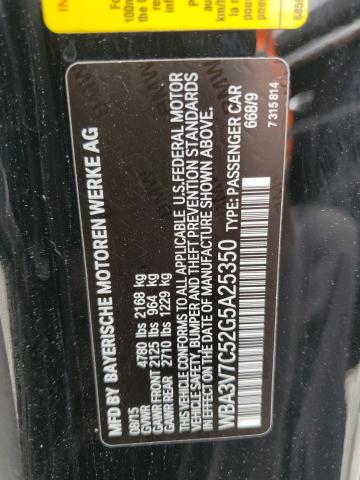 MFD BY BAYERISCHE MOTOREN WERKE AG
08/15
GVWR 4780 lbs 2168 kg
GAWR FRONT 2125 lbs 964 kg
GAWR REAR 2710 lbs 1229 kg
THIS VEHICLE CONFORMS TO ALL APPLICABLE U.S. FEDERAL MOTOR
VEHICLE SAFETY, BUMPER AND THEFT PREVENTION STANDARDS
IN EFFECT ON THE DATE OF MANUFACTURE SHOWN ABOVE.
WBA3V7C52G5A25350 TYPE: PASSENGER CAR
668/9
7 315 814